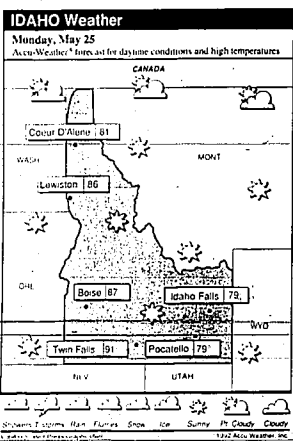 IDAHO Weather
Monday, May 25
Accu-Weather® forecast for daytime conditions and high temperatures
CANADA
Coeur D'Alene 81
WASH
MONT
Lewiston 86
ORE
Boise 87
Idaho Falls 79
WYO
Twin Falls 91
Pocatello 79
NEV
UTAH
Showers T-storms Rain Flurries Snow Ice Sunny Pt. Cloudy Cloudy
1992 Accu-Weather, Inc.